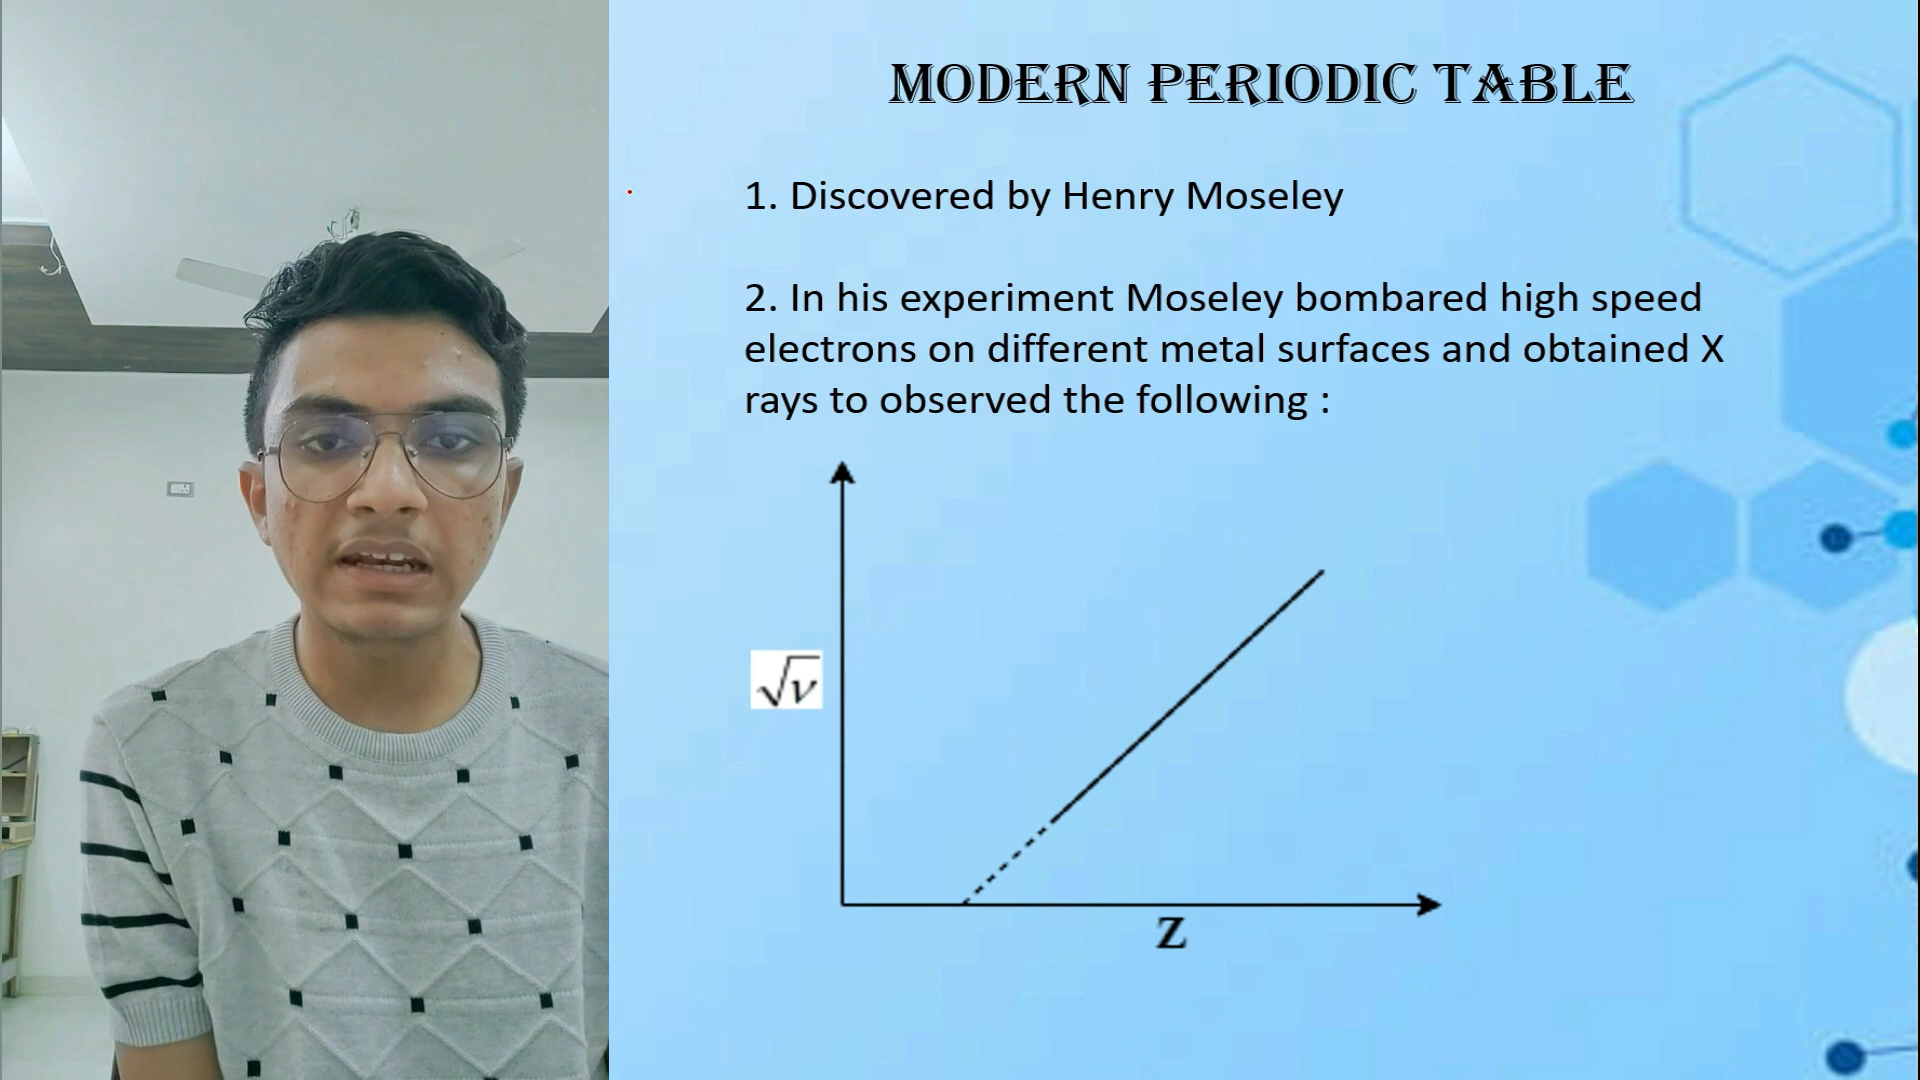 MODERN PERIODIC TABLE
1. Discovered by Henry Moseley
2. In his experiment Moseley bombared high speed
electrons on different metal surfaces and obtained X
rays to observed the following :
√ν
Z